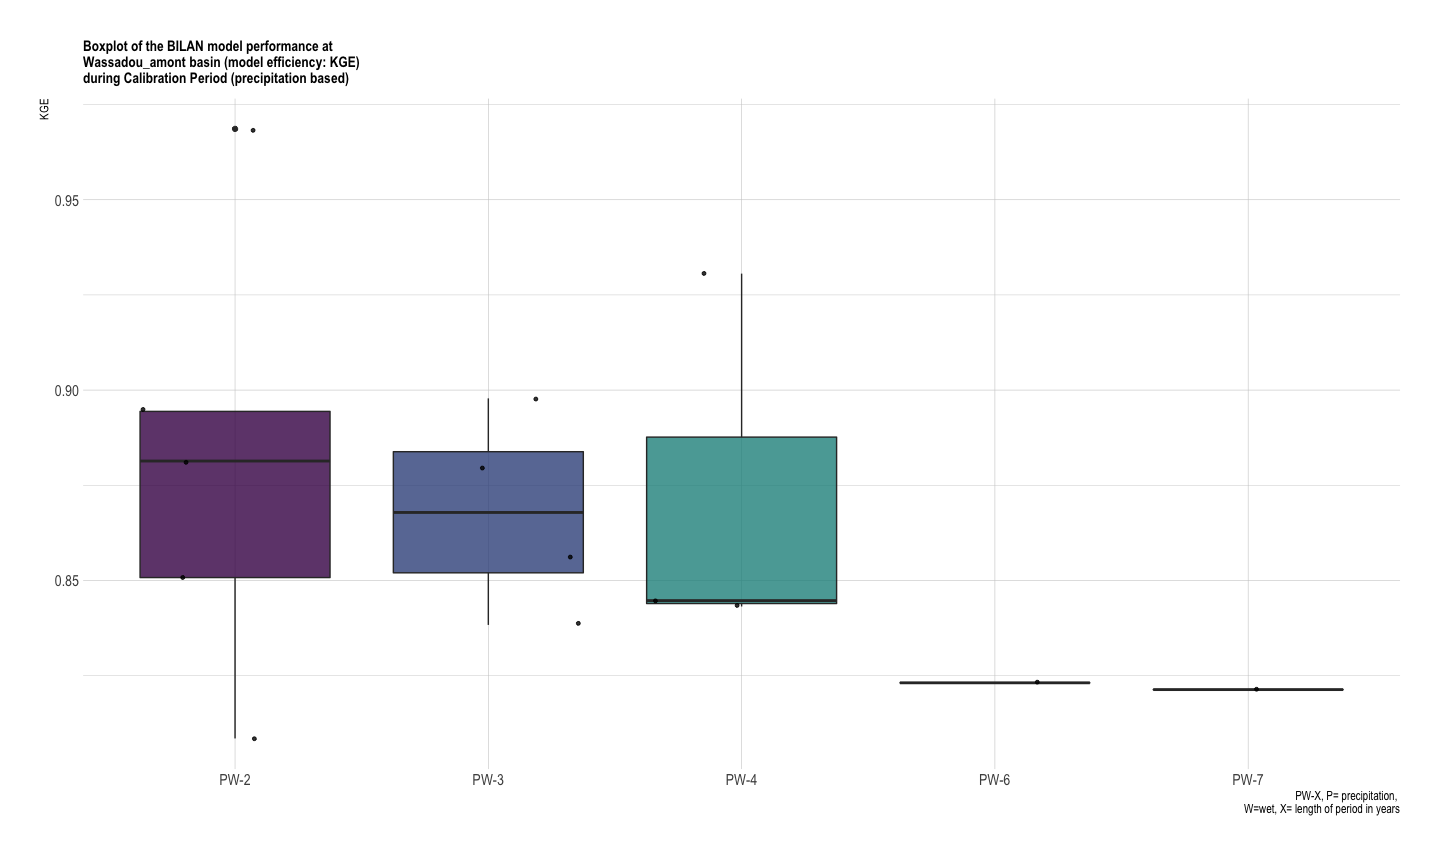 Boxplot of the BILAN model performance at
Wassadou_amont basin (model efficiency: KGE)
during Calibration Period (precipitation based)
KGE
0.95
0.90
0.85
PW-2
PW-3
PW-4
PW-6
PW-7
PW-X, P= precipitation,
W=wet, X= length of period in years